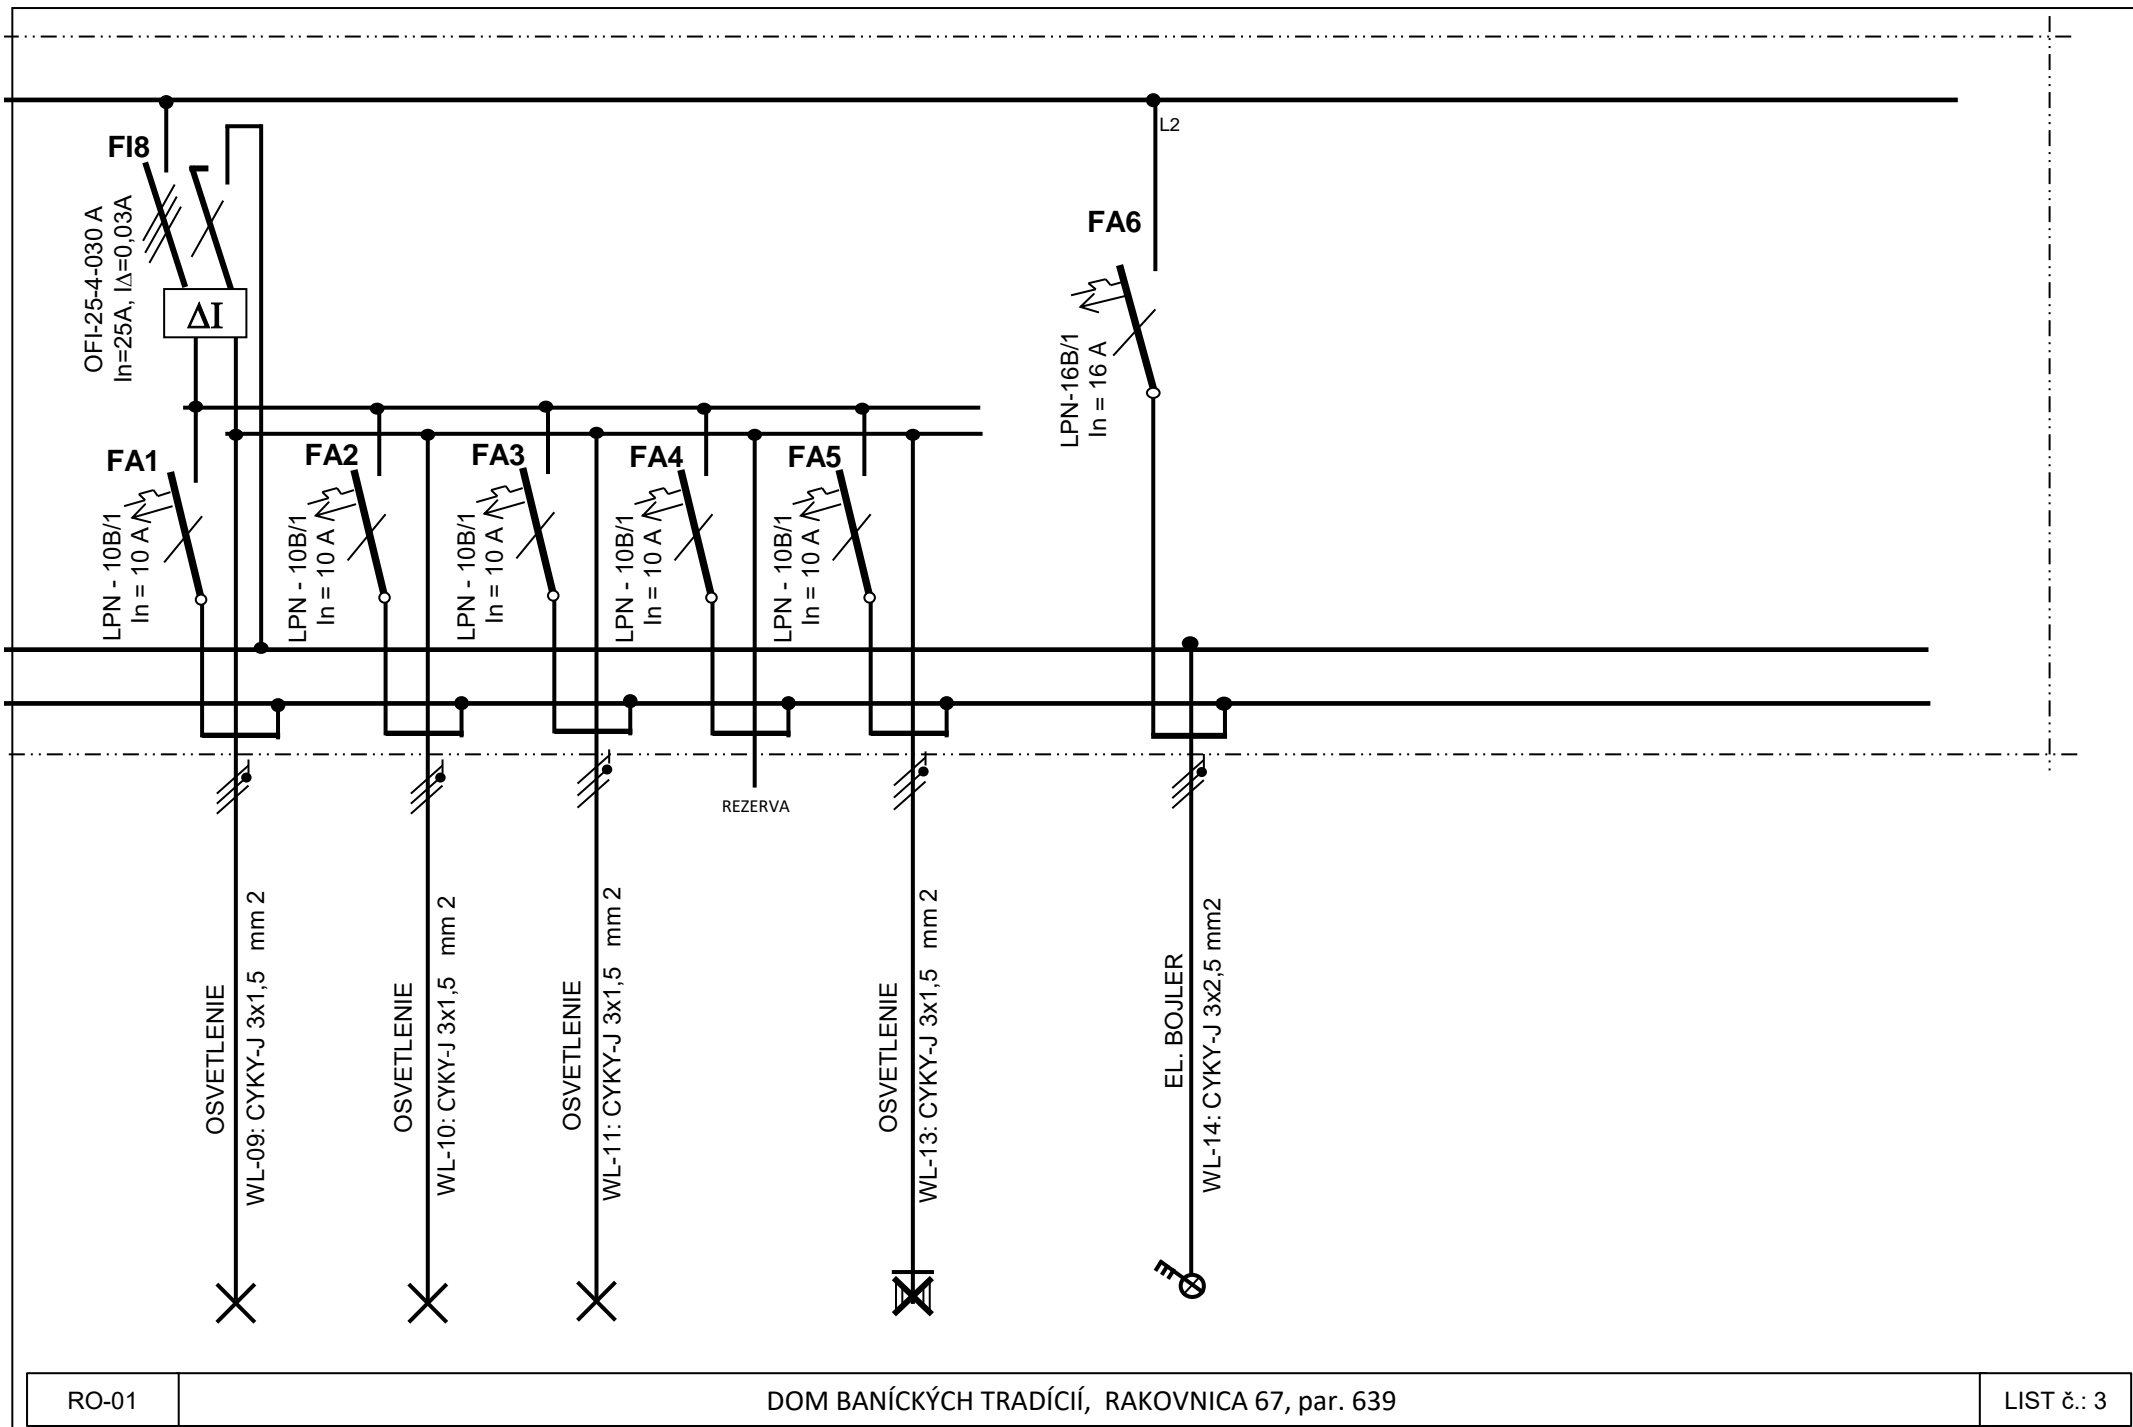 L2
FI8
OFI-25-4-030 A
In=25A, I∆=0,03A
ΔI
FA6
LPN-16B/1
In = 16 A
FA1
LPN - 10B/1
In = 10 A
FA2
LPN - 10B/1
In = 10 A
FA3
LPN - 10B/1
In = 10 A
FA4
LPN - 10B/1
In = 10 A
FA5
LPN - 10B/1
In = 10 A
REZERVA
OSVETLENIE
WL-09: CYKY-J 3x1,5 mm 2
OSVETLENIE
WL-10: CYKY-J 3x1,5 mm 2
OSVETLENIE
WL-11: CYKY-J 3x1,5 mm 2
OSVETLENIE
WL-13: CYKY-J 3x1,5 mm 2
EL. BOJLER
WL-14: CYKY-J 3x2,5 mm2
RO-01
DOM BANÍCKÝCH TRADÍCIÍ, RAKOVNICA 67, par. 639
LIST č.: 3